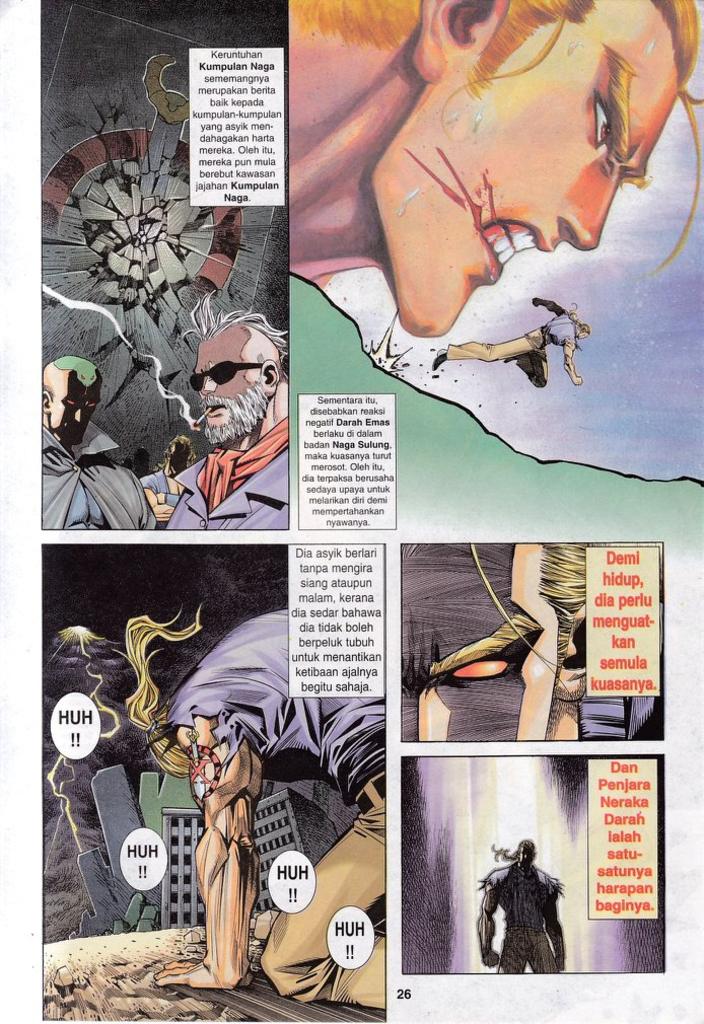 Keruntuhan
Kumpulan Naga
sememangnya
merupakan berita
baik kepada
kumpulan-kumpulan
yang asyik men-
dahagakan harta
mereka. Oleh itu,
mereka pun mula
berebut kawasan
jajahan Kumpulan
Naga.
Sementara itu,
disebabkan reaksi
negatif Darah Emas
berlaku di dalam
badan Naga Sulung,
maka kuasanya turut
merosot. Oleh itu,
dia terpaksa berusaha
sedaya upaya untuk
melarikan diri demi
mempertahankan
nyawanya.
Dia asyik berlari
tanpa mengira
siang ataupun
malam, kerana
dia sedar bahawa
dia tidak boleh
berpeluk tubuh
untuk menantikan
ketibaan ajalnya
begitu sahaja.
HUH
!!
HUH
!!
HUH
!!
HUH
!!
Demi
hidup,
dia perlu
menguat-
kan
semula
kuasanya.
Dan
Penjara
Neraka
Darah
ialah
satu-
satunya
harapan
baginya.
26